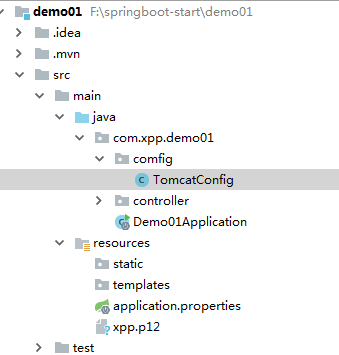 demo01 F:\springboot-start\demo01
.idea
.mvn
src
main
java
com.xpp.demo01
comfig
TomcatConfig
controller
Demo01Application
resources
static
templates
application.properties
xpp.p12
test